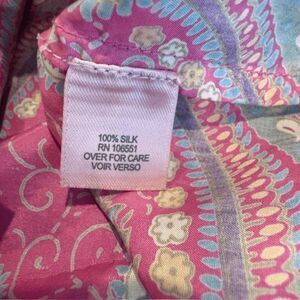 100% SILK
RN 106551
OVER FOR CARE
VOIR VERSO